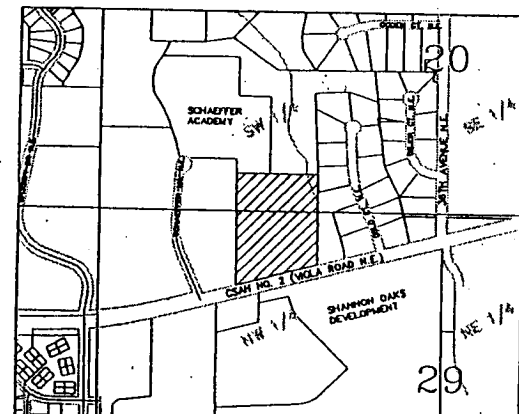 20
SCHAEFFER
ACADEMY
SW 1/4
SE 1/4
36TH AVENUE N.E.
CSAH NO. 2 (VIOLA ROAD N.E.)
SHANNON OAKS
DEVELOPMENT
NW 1/4
NE 1/4
29